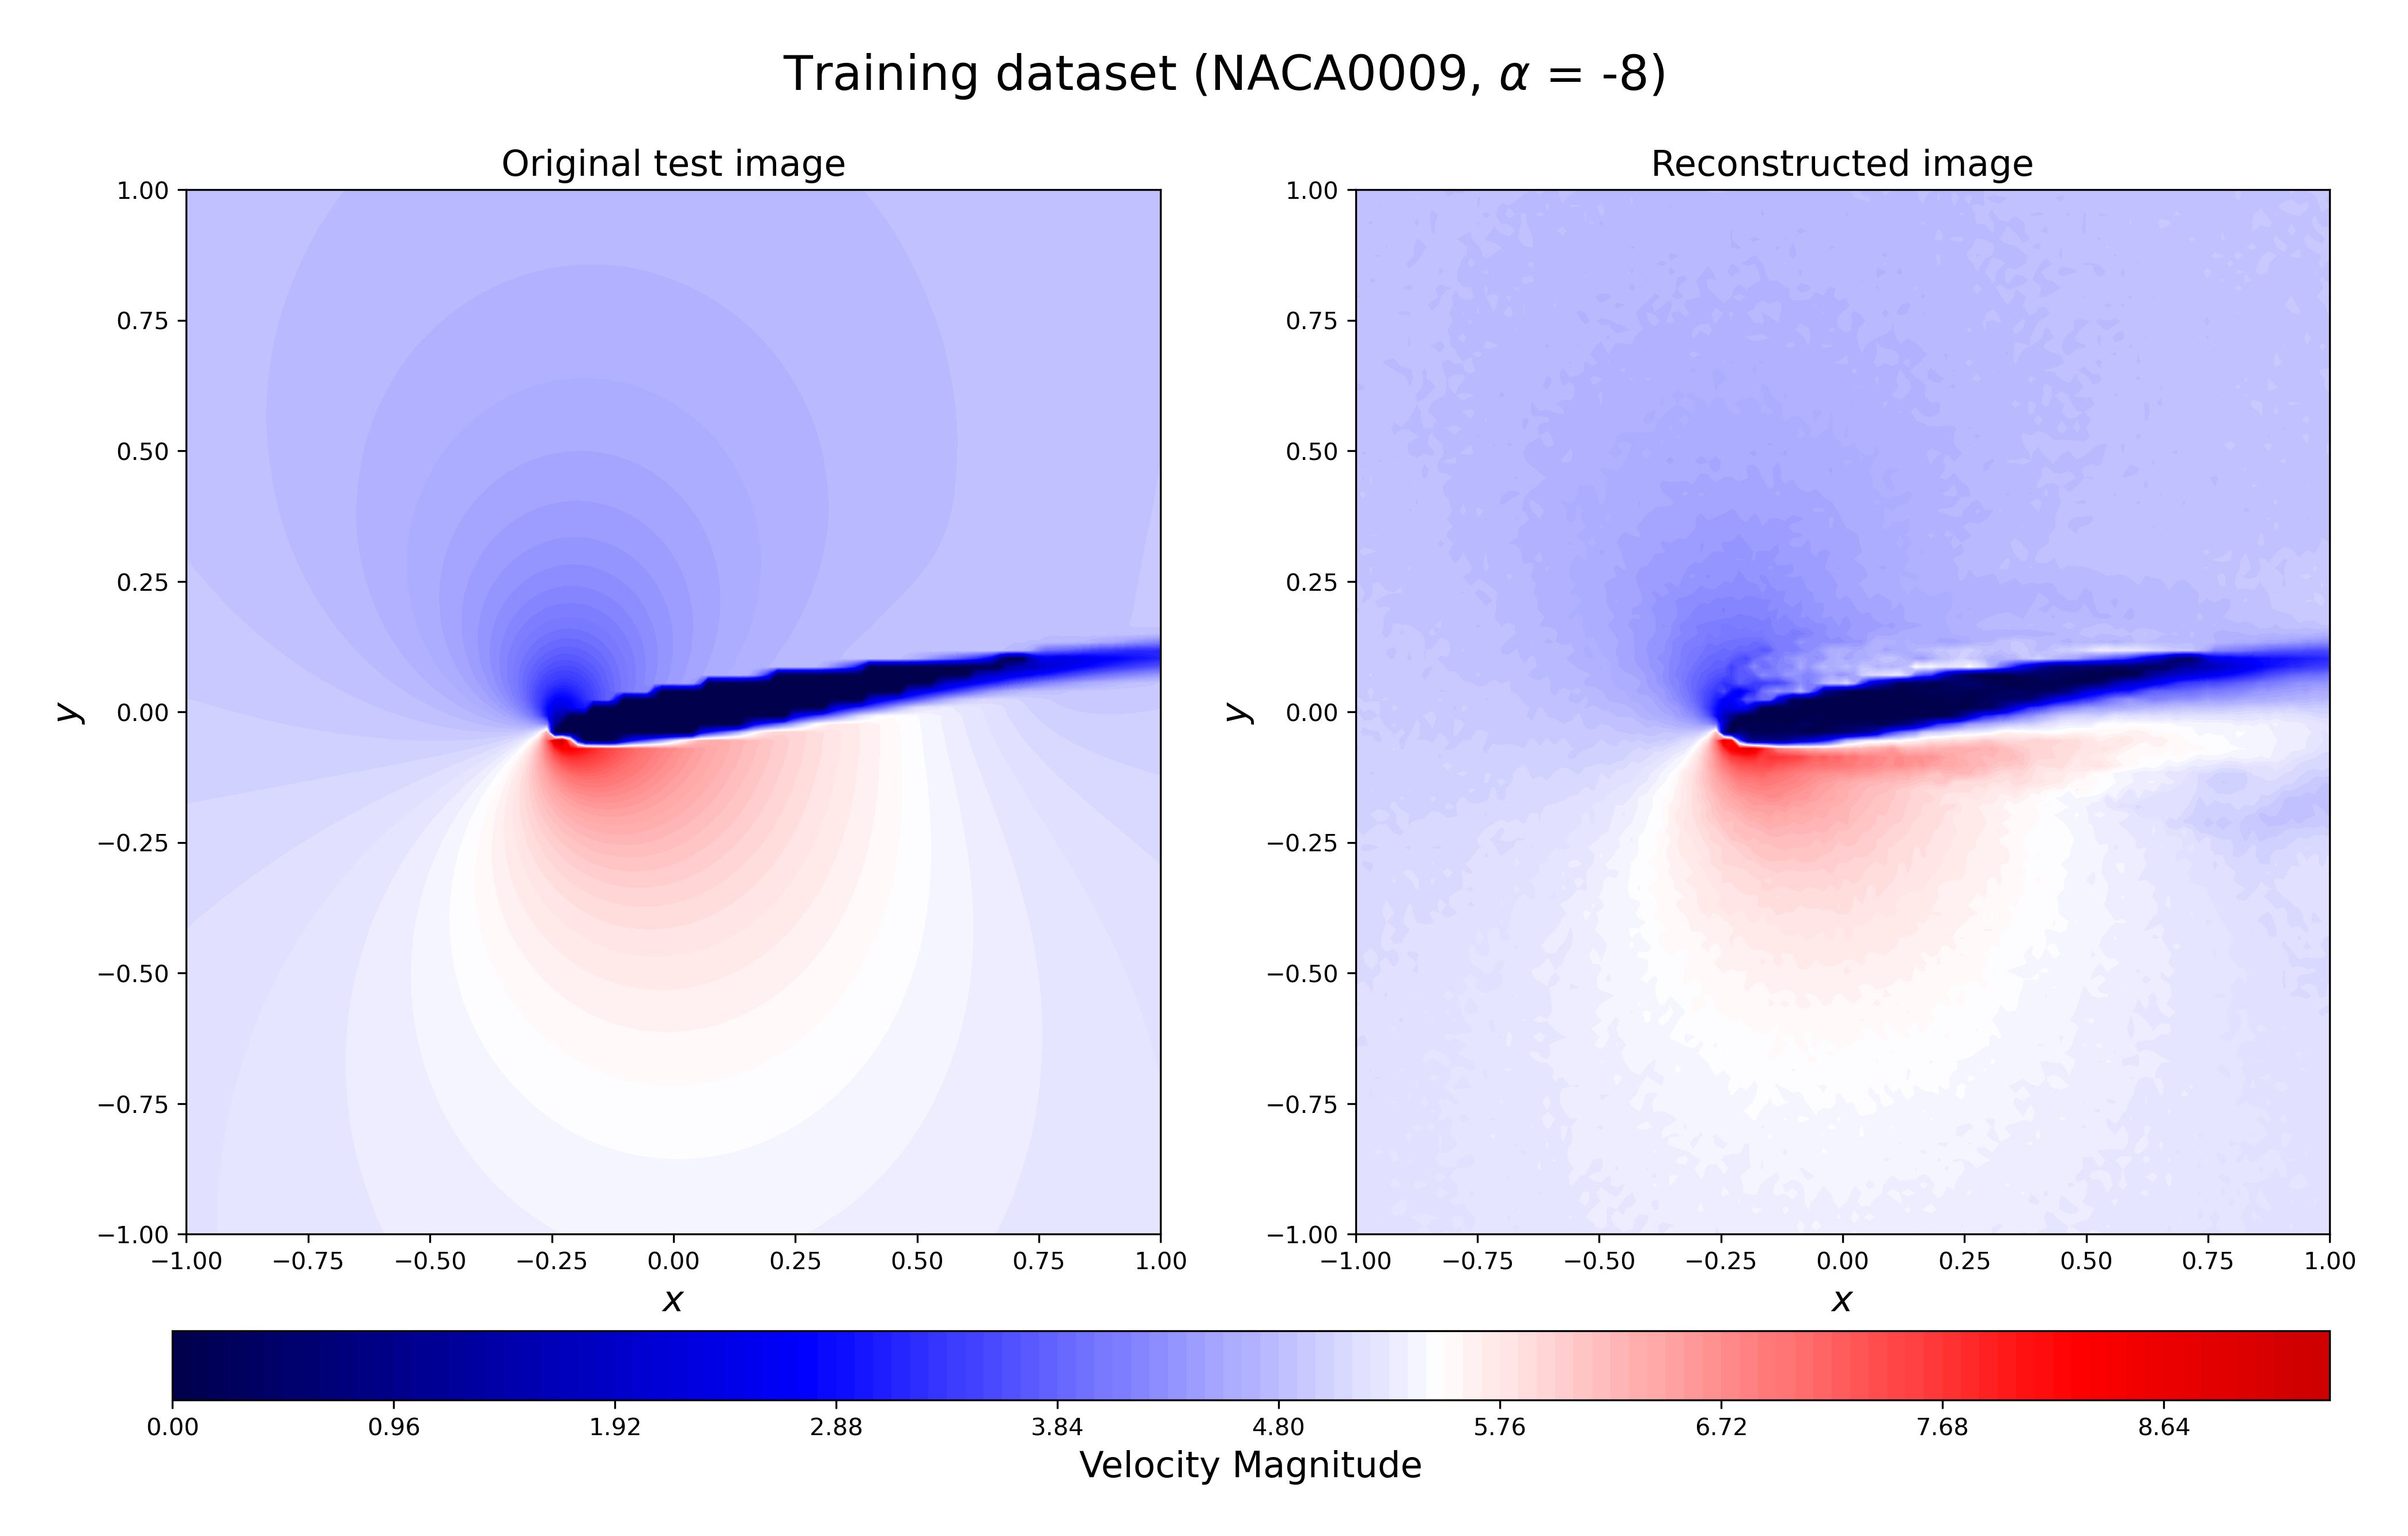 Training dataset (NACA0009, α = -8)
Original test image
Reconstructed image
1.00
0.75
0.50
0.25
0.00
−0.25
−0.50
−0.75
−1.00
y
−1.00 −0.75 −0.50 −0.25 0.00 0.25 0.50 0.75 1.00
x
1.00
0.75
0.50
0.25
0.00
−0.25
−0.50
−0.75
−1.00
y
−1.00 −0.75 −0.50 −0.25 0.00 0.25 0.50 0.75 1.00
x
0.00 0.96 1.92 2.88 3.84 4.80 5.76 6.72 7.68 8.64
Velocity Magnitude